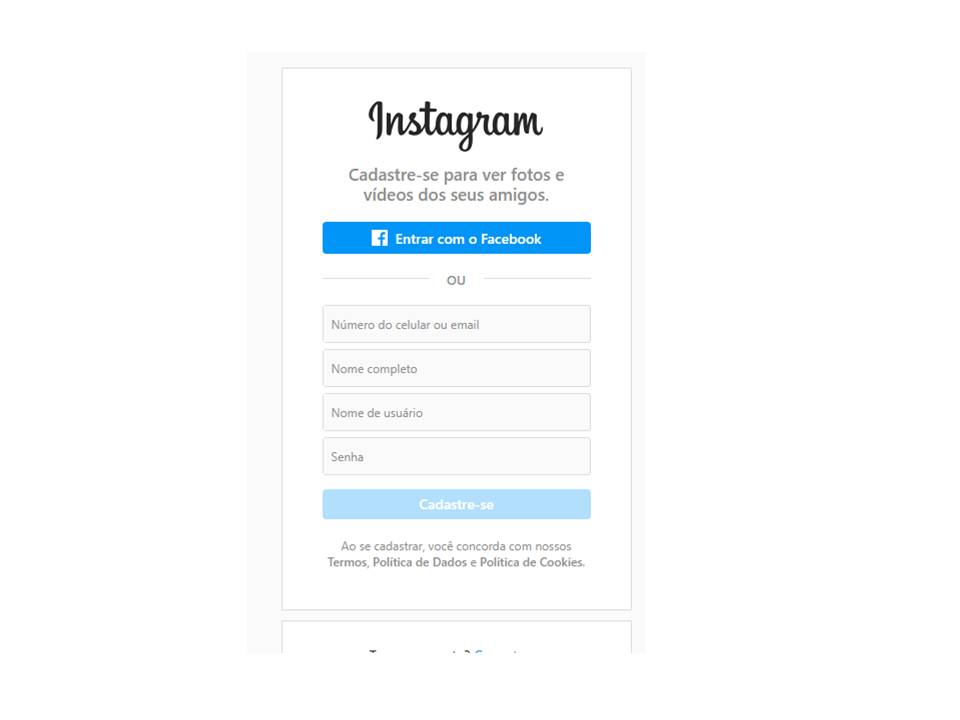 Instagram
Cadastre-se para ver fotos e
vídeos dos seus amigos.
Entrar com o Facebook
OU
Número do celular ou email
Nome completo
Nome de usuário
Senha
Cadastre-se
Ao se cadastrar, você concorda com nossos
Termos, Política de Dados e Política de Cookies.